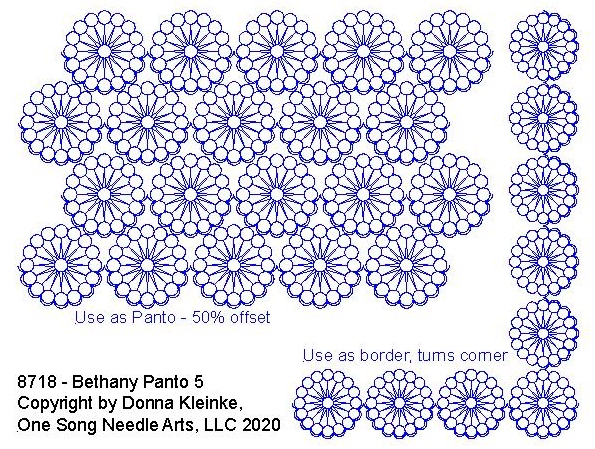 Use as Panto - 50% offset
Use as border, turns corner
8718 - Bethany Panto 5
Copyright by Donna Kleinke,
One Song Needle Arts, LLC 2020